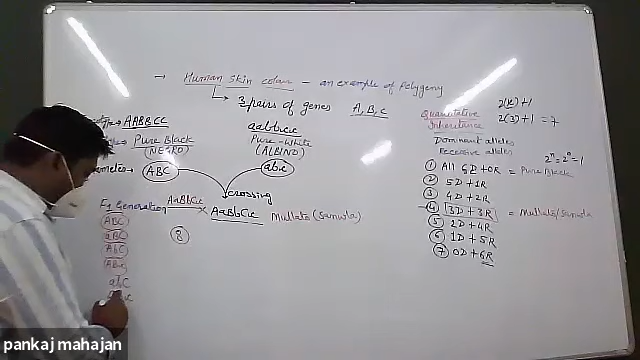 → Human skin colour — an example of Polygeny
↳ 3 pairs of genes A, B, C
AABBCC
aabbcc
Pure Black
(NEGRO)
Pure-white
(ALBINO)
ABC
abc
crossing
F1 Generation AaBbCc × AaBbCc Mullato (Sanwla)
8
ABC
aBC
AbC
ABc
abC
Quantitative
Inheritance
2(n)+1
2(3)+1 = 7
Dominant alleles
Recessive alleles
2ⁿ = 2⁰ = 1
① All 6D + 0R = Pure Black
② 5D + 1R
③ 4D + 2R
④ 3D + 3R = Mullato/Sanwla
⑤ 2D + 4R
⑥ 1D + 5R
⑦ 0D + 6R
pankaj mahajan